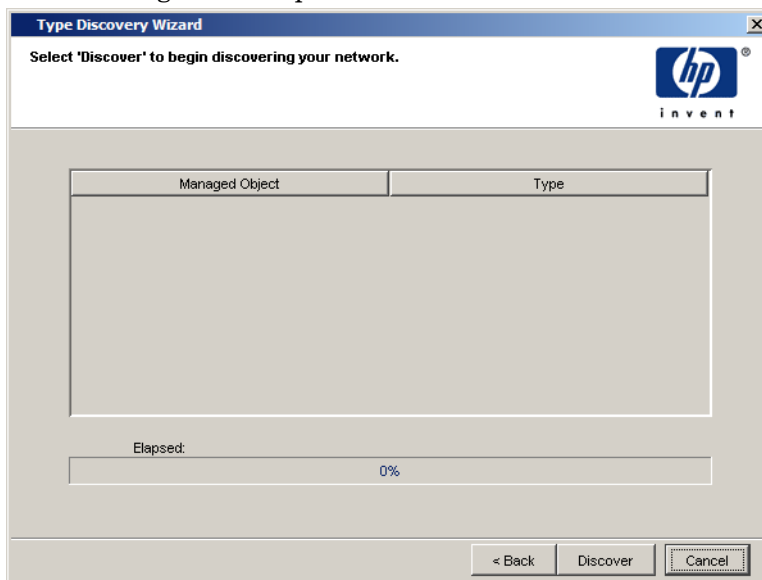 Type Discovery Wizard
Select 'Discover' to begin discovering your network.
hp
®
invent
Managed Object
Type
Elapsed:
0%
< Back
Discover
Cancel